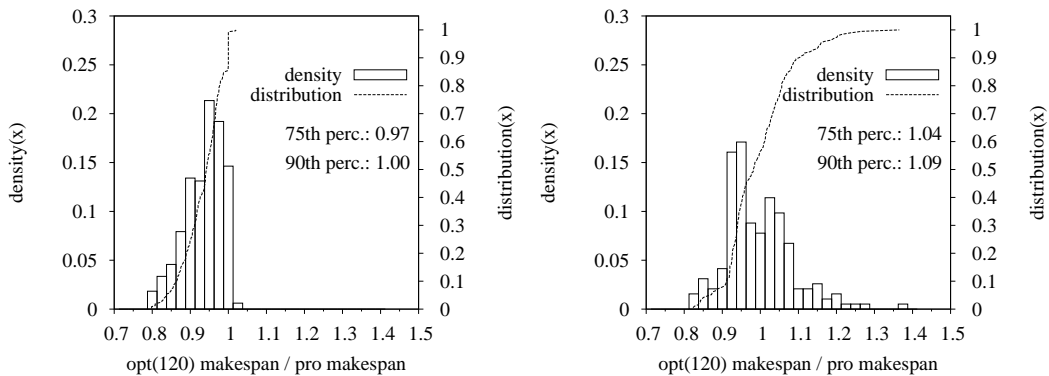 0.3
0.25
0.2
0.15
0.1
0.05
0
density(x)
1
0.9
0.8
0.7
0.6
0.5
0.4
0.3
0.2
0.1
0
distribution(x)
density
distribution
75th perc.: 0.97
90th perc.: 1.00
0.7 0.8 0.9 1 1.1 1.2 1.3 1.4 1.5
opt(120) makespan / pro makespan
0.3
0.25
0.2
0.15
0.1
0.05
0
density(x)
1
0.9
0.8
0.7
0.6
0.5
0.4
0.3
0.2
0.1
0
distribution(x)
density
distribution
75th perc.: 1.04
90th perc.: 1.09
0.7 0.8 0.9 1 1.1 1.2 1.3 1.4 1.5
opt(120) makespan / pro makespan